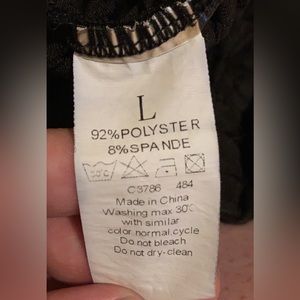 L
92%POLYSTER
8%SPANDE
30°C
C3786 484
Made in China
Washing max 30C
with similar
color.normal.cycle
Do.not bleach
Do not dry-clean